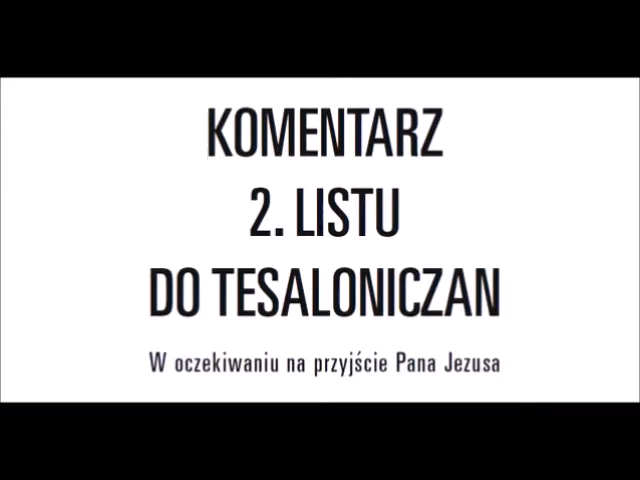 KOMENTARZ
2. LISTU
DO TESALONICZAN
W oczekiwaniu na przyjście Pana Jezusa